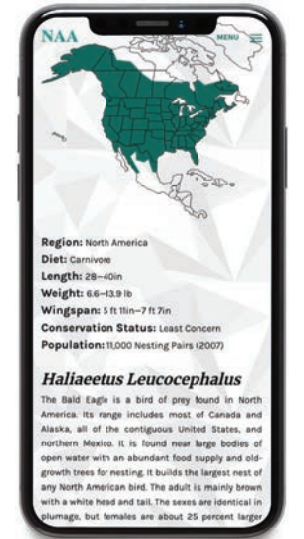 NAA MENU
Region: North America
Diet: Carnivore
Length: 28–40in
Weight: 6.6–13.9 lb
Wingspan: 5 ft 11in–7 ft 7in
Conservation Status: Least Concern
Population: 11,000 Nesting Pairs (2007)
Haliaeetus Leucocephalus
The Bald Eagle is a bird of prey found in North
America. Its range includes most of Canada and
Alaska, all of the contiguous United States, and
northern Mexico. It is found near large bodies of
open water with an abundant food supply and old-
growth trees for nesting. It builds the largest nest of
any North American bird. The adult is mainly brown
with a white head and tail. The sexes are identical in
plumage, but females are about 25 percent larger